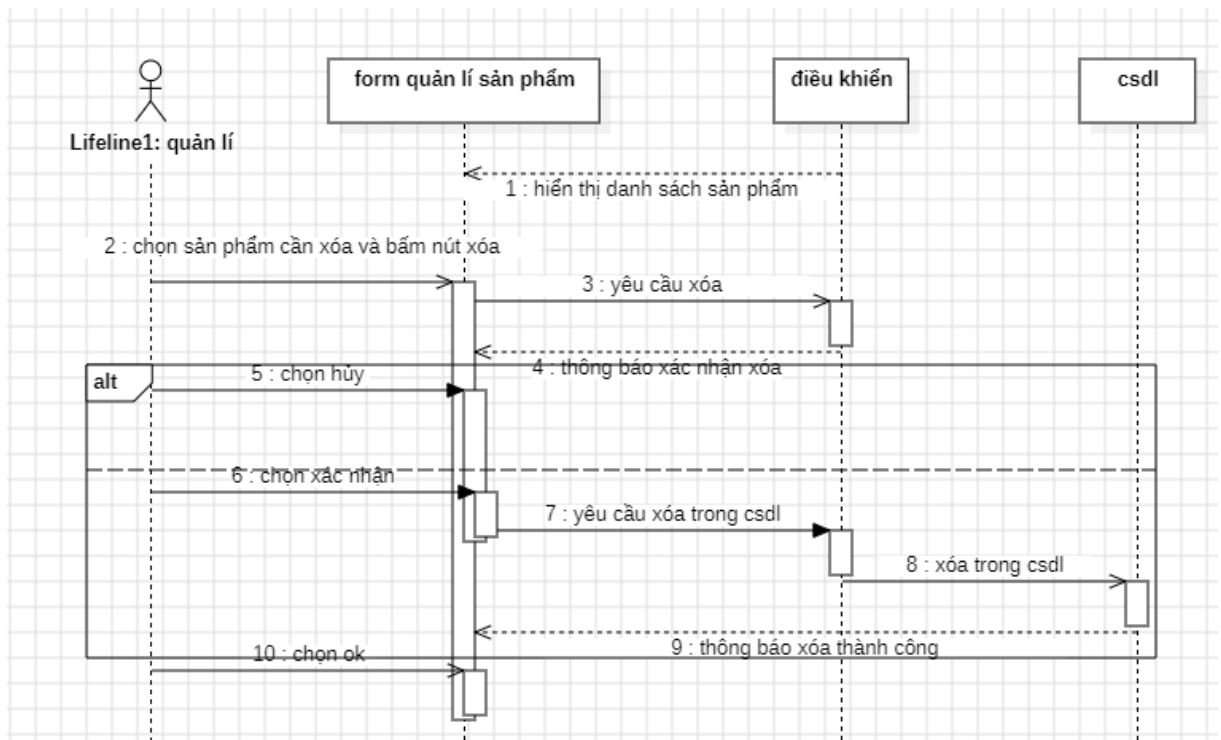 form quản lí sản phẩm
điều khiển
csdl
Lifeline1: quản lí
1 : hiển thị danh sách sản phẩm
2 : chọn sản phẩm cần xóa và bấm nút xóa
3 : yêu cầu xóa
4 : thông báo xác nhận xóa
alt
5 : chọn hủy
6 : chọn xác nhận
7 : yêu cầu xóa trong csdl
8 : xóa trong csdl
9 : thông báo xóa thành công
10 : chọn ok